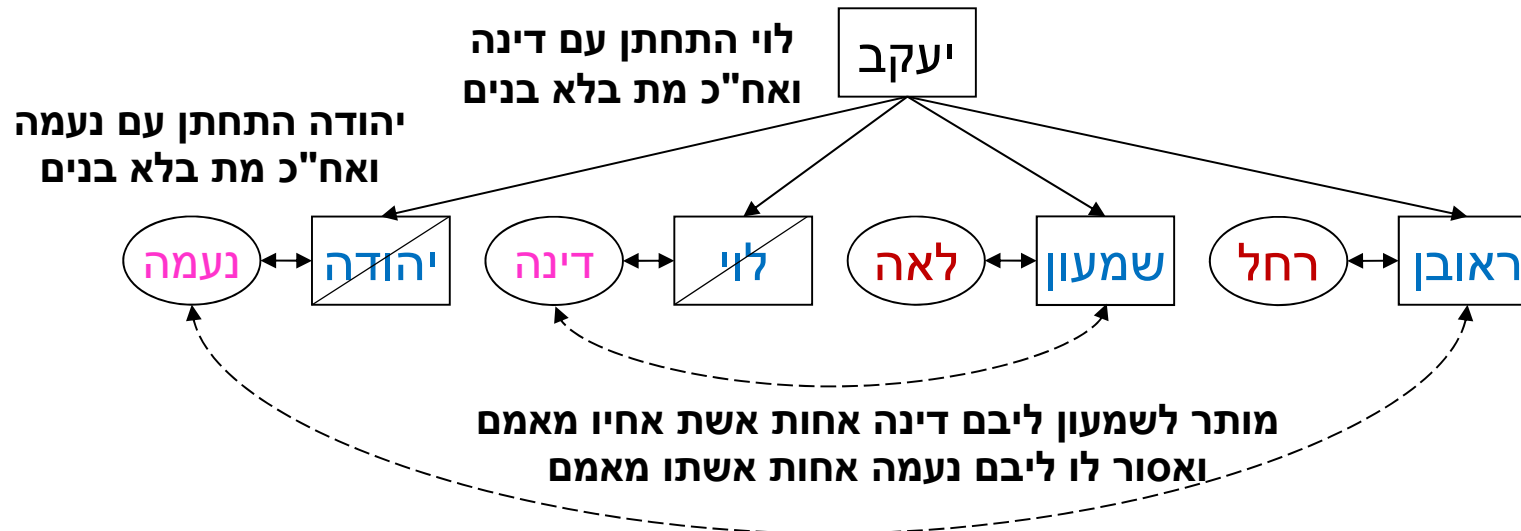 יעקב
לוי התחתן עם דינה
ואח"כ מת בלא בנים
יהודה התחתן עם נעמה
ואח"כ מת בלא בנים
ראובן
רחל
שמעון
לאה
לוי
דינה
יהודה
נעמה
מותר לשמעון ליבם דינה אחות אשת אחיו מאמם
ואסור לו ליבם נעמה אחות אשתו מאמם